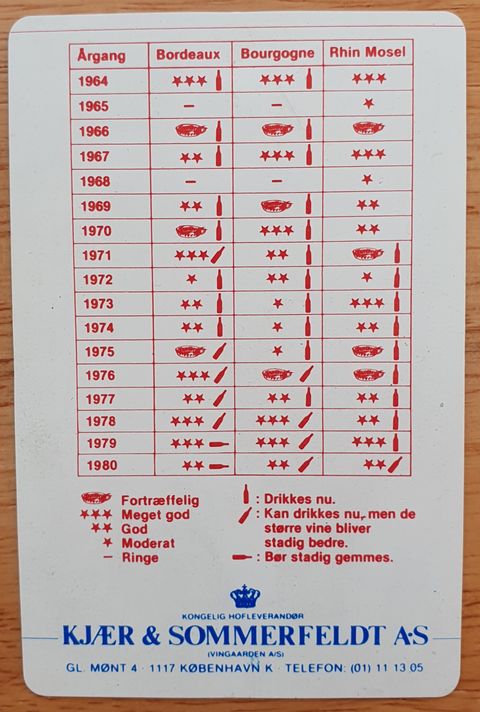 Årgang Bordeaux Bourgogne Rhin Mosel
1964 ★★★ ★★★ ★★★
1965 – – ★
1966
1967 ★★ ★★★ ★★★
1968 – – ★
1969 ★★ ★★
1970 ★★★ ★★
1971 ★★★ ★★
1972 ★ ★★ ★
1973 ★★ ★ ★★★
1974 ★★ ★ ★★
1975 ★
1976 ★★★
1977 ★★ ★★ ★★
1978 ★★★ ★★★ ★★
1979 ★★★ ★★★ ★★★
1980 ★★ ★★ ★★
Fortræffelig
★★★ Meget god
★★ God
★ Moderat
– Ringe
: Drikkes nu.
: Kan drikkes nu, men de
større vine bliver
stadig bedre.
: Bør stadig gemmes.
KONGELIG HOFLEVERANDØR
KJÆR & SOMMERFELDT A·S
(VINGAARDEN A/S)
GL. MØNT 4 · 1117 KØBENHAVN K · TELEFON: (01) 11 13 05